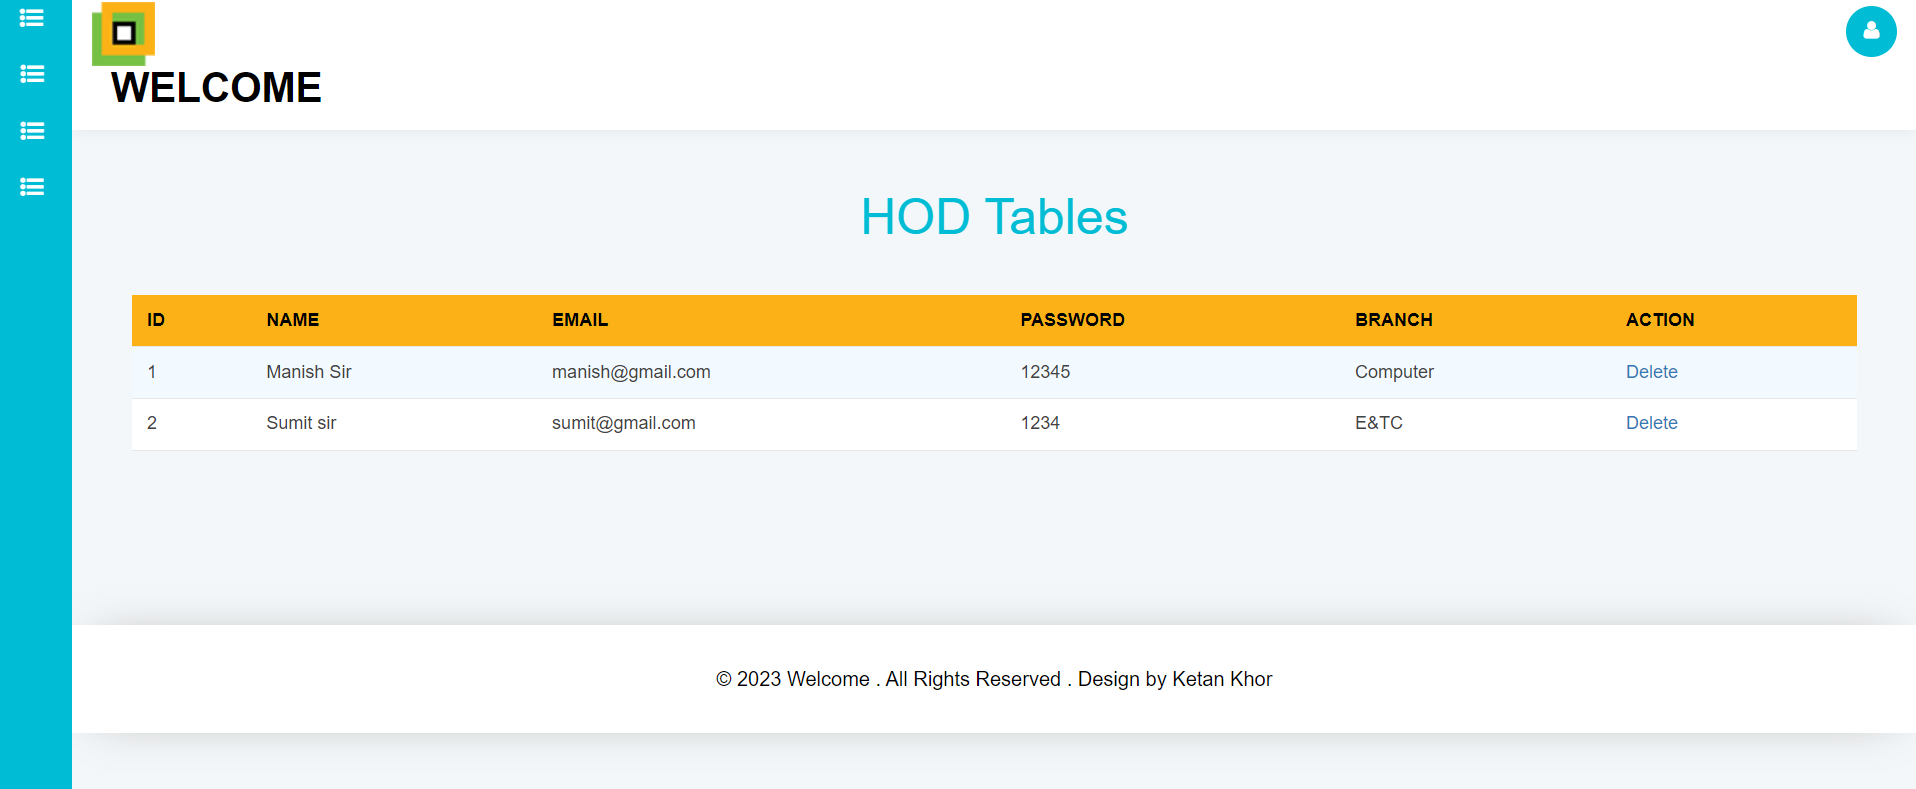 WELCOME
HOD Tables
ID NAME EMAIL PASSWORD BRANCH ACTION
1 Manish Sir manish@gmail.com 12345 Computer Delete
2 Sumit sir sumit@gmail.com 1234 E&TC Delete
© 2023 Welcome . All Rights Reserved . Design by Ketan Khor